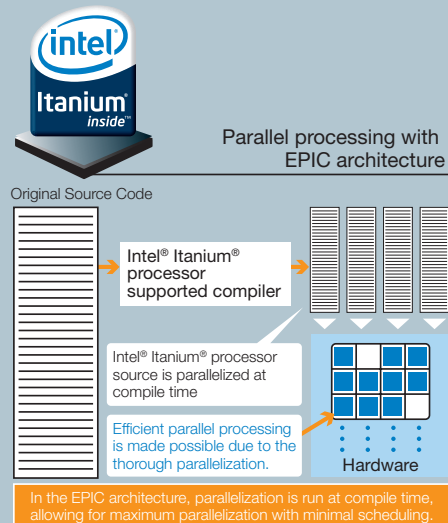 intel®
Itanium®
inside™
Parallel processing with
EPIC architecture
Original Source Code
Intel® Itanium®
processor
supported compiler
Intel® Itanium® processor
source is parallelized at
compile time
Efficient parallel processing
is made possible due to the
thorough parallelization.
Hardware
In the EPIC architecture, parallelization is run at compile time,
allowing for maximum parallelization with minimal scheduling.